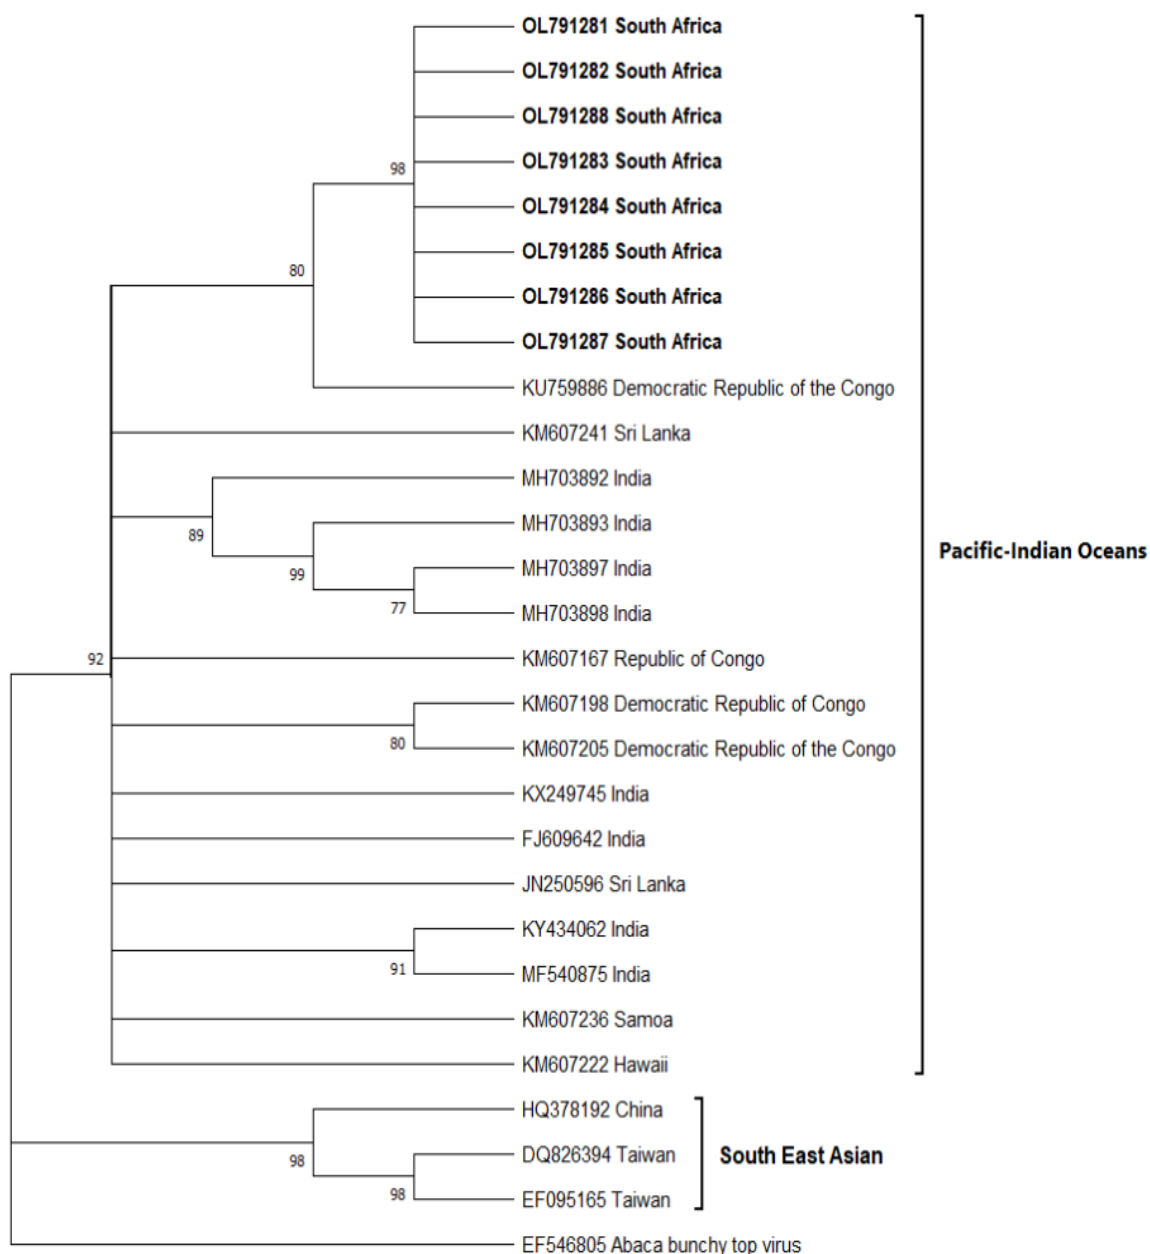 OL791281 South Africa
OL791282 South Africa
OL791288 South Africa
98
OL791283 South Africa
OL791284 South Africa
OL791285 South Africa
80
OL791286 South Africa
OL791287 South Africa
KU759886 Democratic Republic of the Congo
KM607241 Sri Lanka
MH703892 India
89
MH703893 India
Pacific-Indian Oceans
99
MH703897 India
77
MH703898 India
92
KM607167 Republic of Congo
KM607198 Democratic Republic of Congo
80
KM607205 Democratic Republic of the Congo
KX249745 India
FJ609642 India
JN250596 Sri Lanka
KY434062 India
91
MF540875 India
KM607236 Samoa
KM607222 Hawaii
HQ378192 China
98
DQ826394 Taiwan
South East Asian
98
EF095165 Taiwan
EF546805 Abaca bunchy top virus